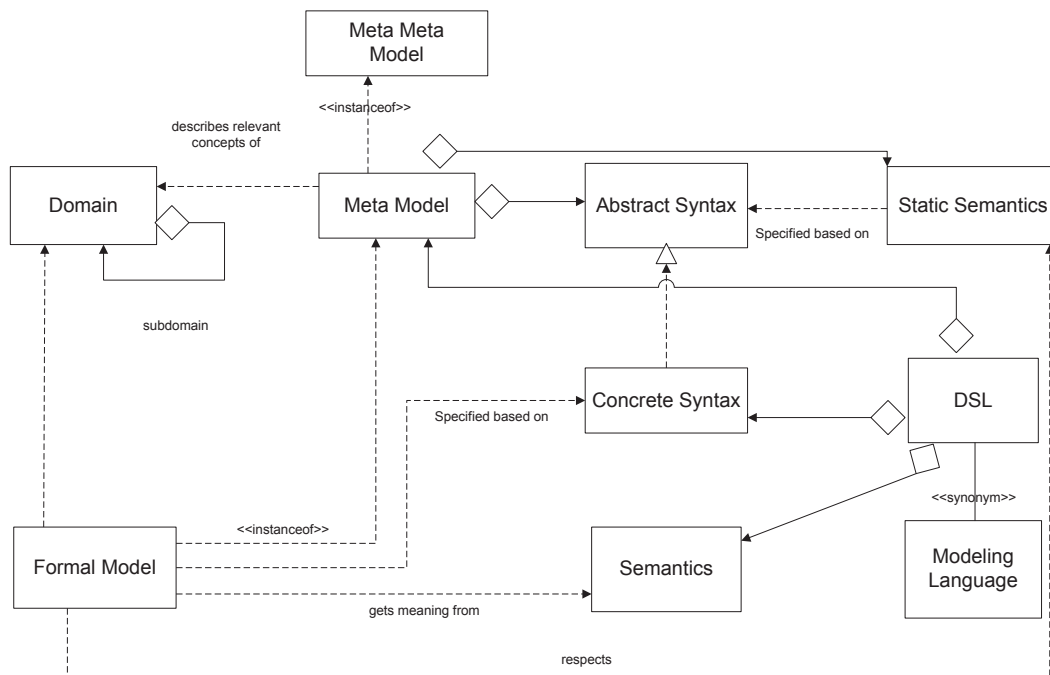 Meta Meta
Model
<<instanceof>>
describes relevant
concepts of
Domain
Meta Model
Abstract Syntax
Static Semantics
Specified based on
subdomain
Concrete Syntax
DSL
Specified based on
<<synonym>>
<<instanceof>>
Formal Model
Semantics
Modeling
Language
gets meaning from
respects